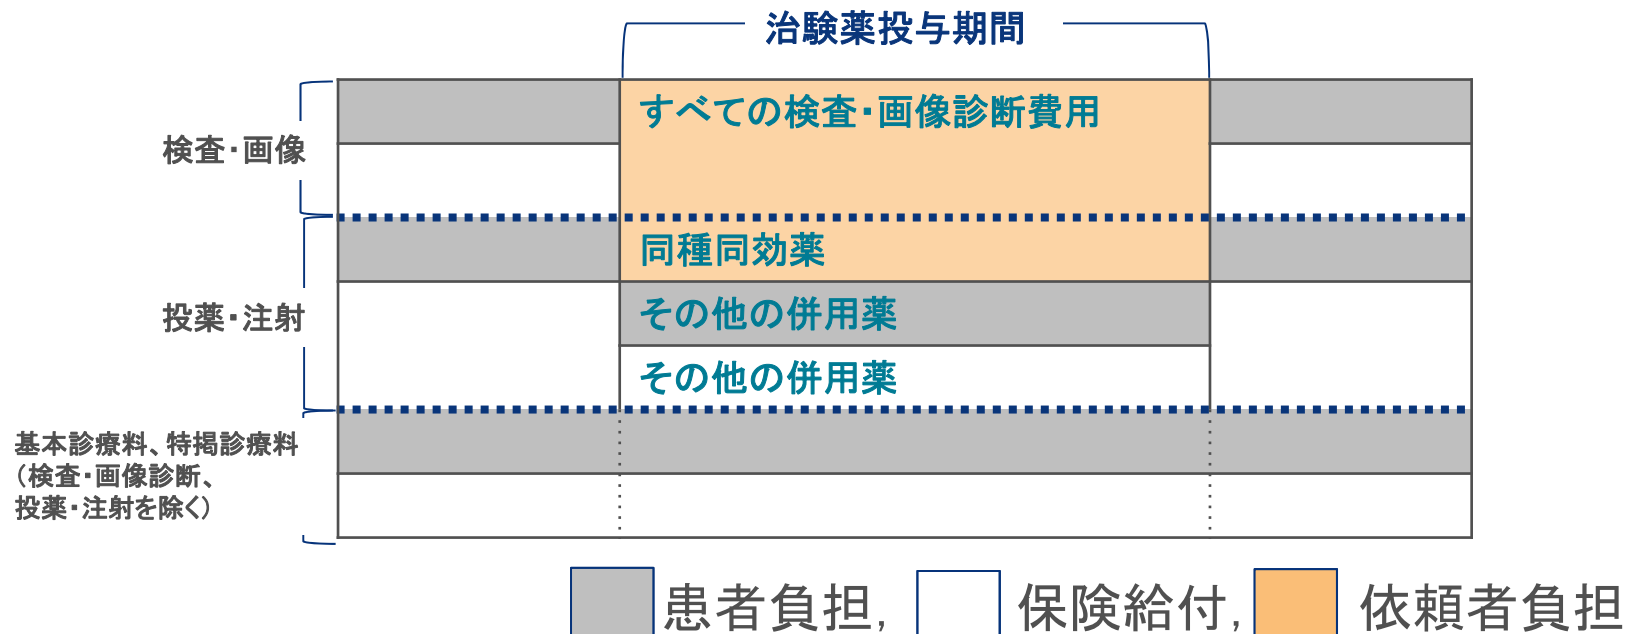 治験薬投与期間
すべての検査・画像診断費用
検査・画像
同種同効薬
投薬・注射
その他の併用薬
その他の併用薬
基本診療料、特掲診療料
（検査・画像診断、
投薬・注射を除く）
患者負担, 保険給付, 依頼者負担